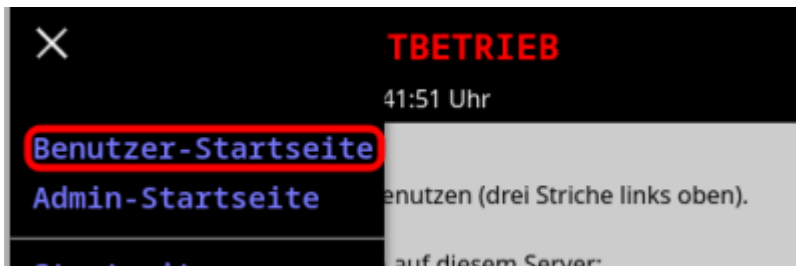 TBETRIEB
41:51 Uhr
Benutzer-Startseite
Admin-Startseite
enutzen (drei Striche links oben).
auf diesem Server: